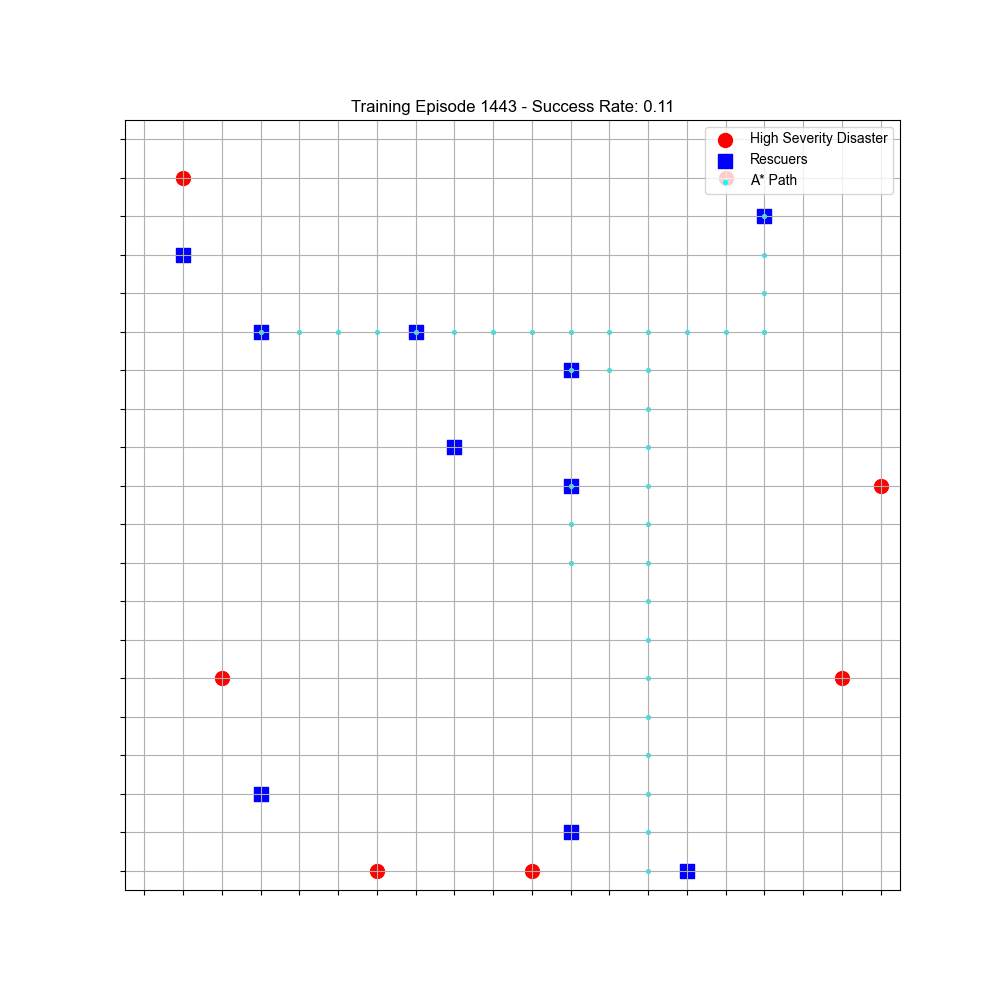 Training Episode 1443 - Success Rate: 0.11
High Severity Disaster
Rescuers
A* Path